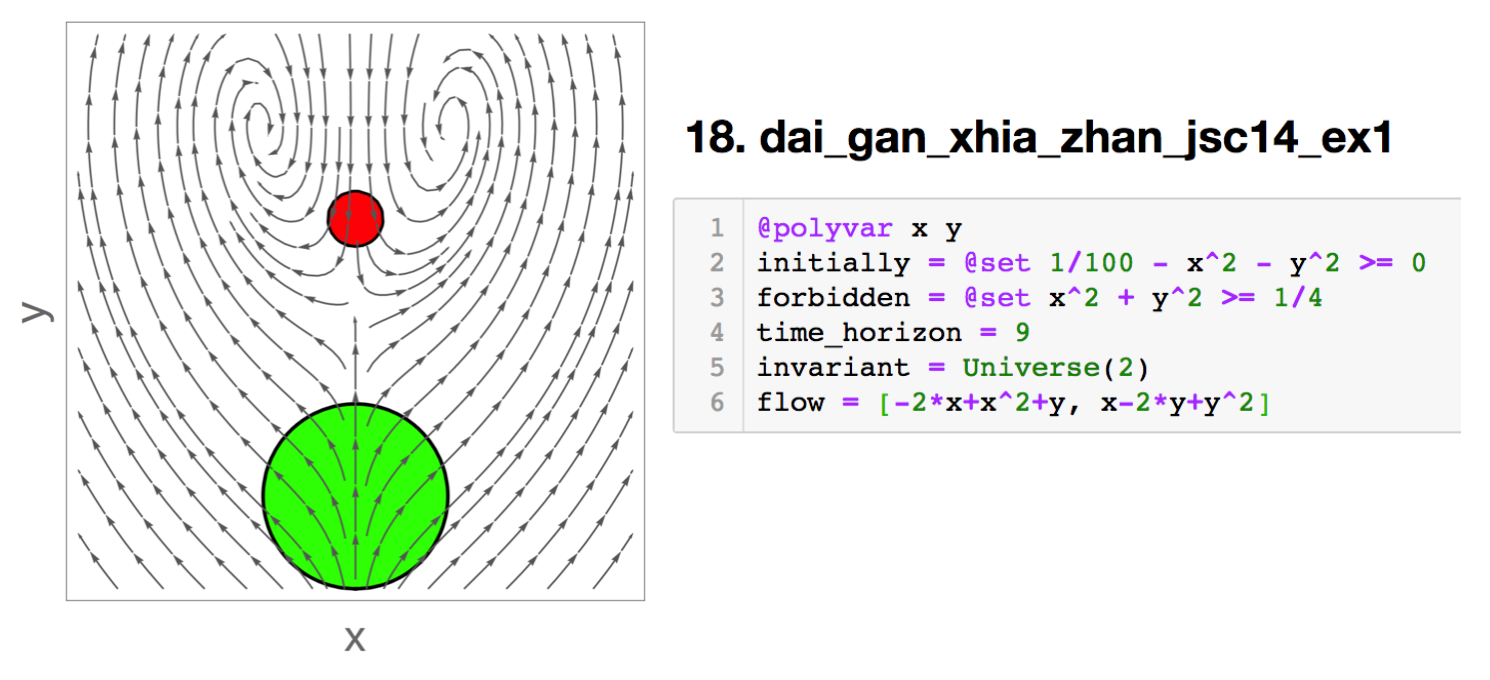 y
x
18. dai_gan_xhia_zhan_jsc14_ex1
1 @polyvar x y
2 initially = @set 1/100 - x^2 - y^2 >= 0
3 forbidden = @set x^2 + y^2 >= 1/4
4 time_horizon = 9
5 invariant = Universe(2)
6 flow = [-2*x+x^2+y, x-2*y+y^2]